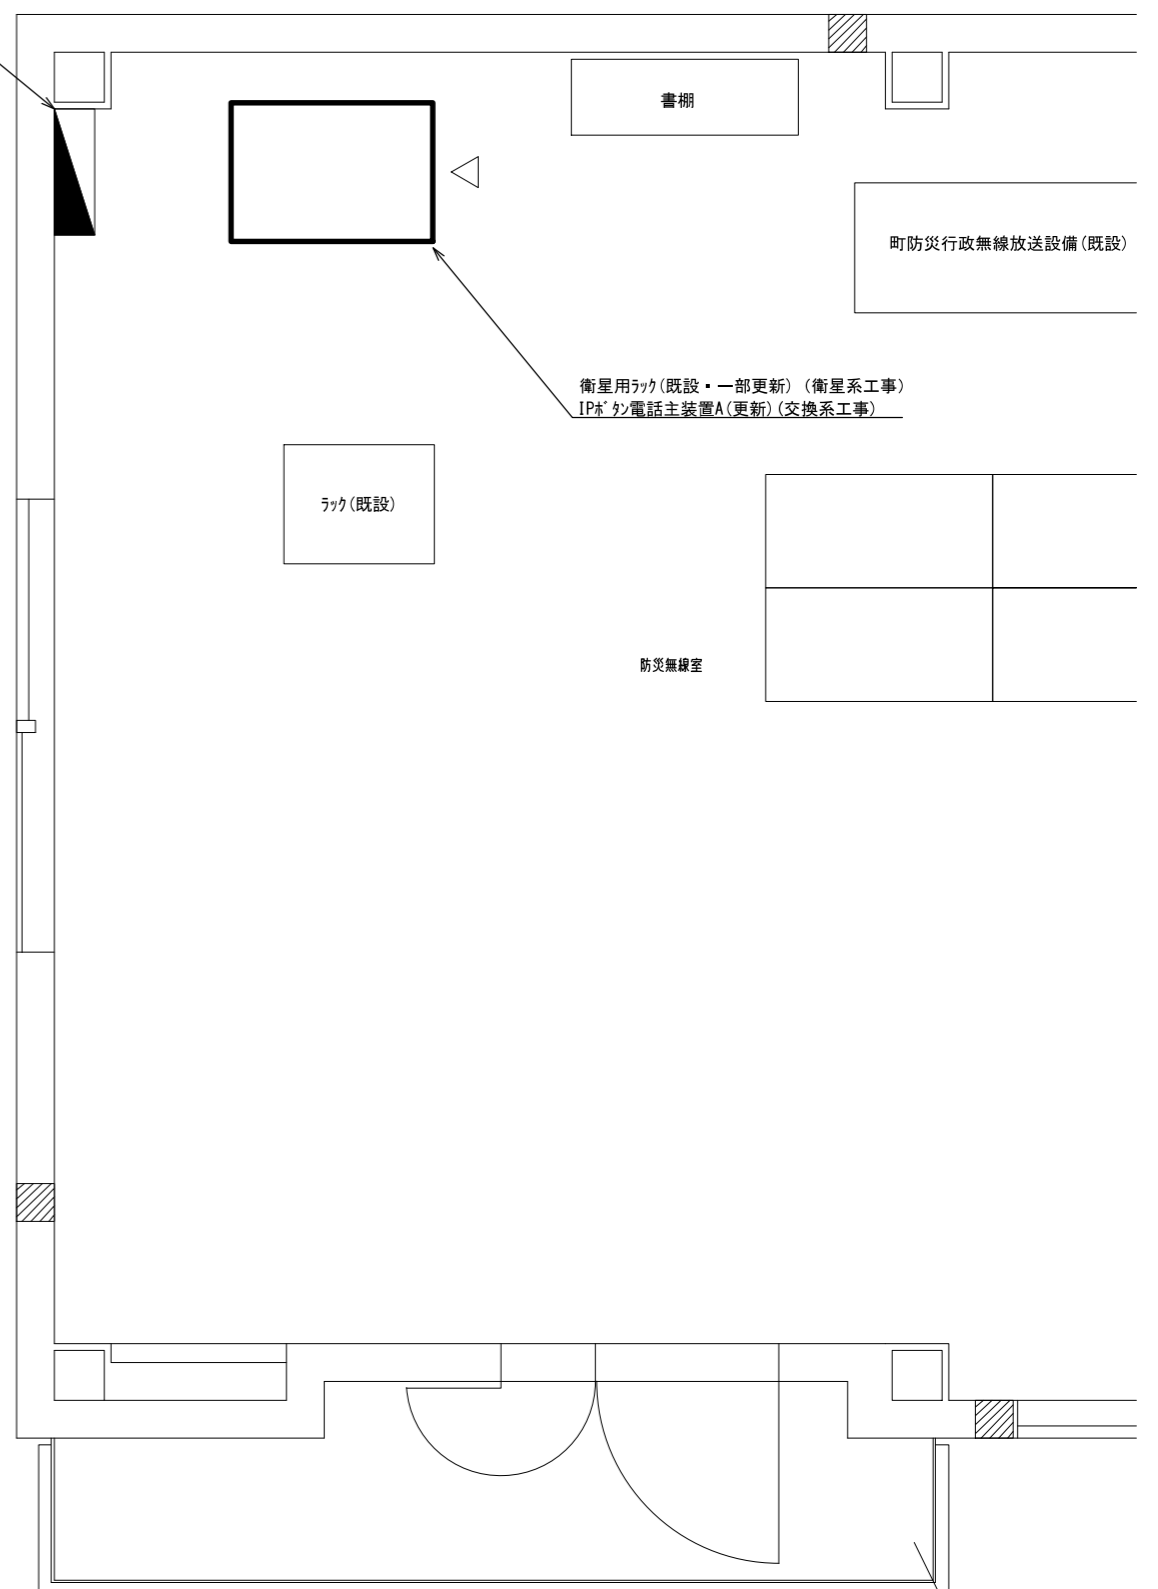 書棚
町防災行政無線放送設備(既設)
衛星用ﾗｯｸ(既設・一部更新)(衛星系工事)
IPﾎﾞﾀﾝ電話主装置A(更新)(交換系工事)
ﾗｯｸ(既設)
防災無線室